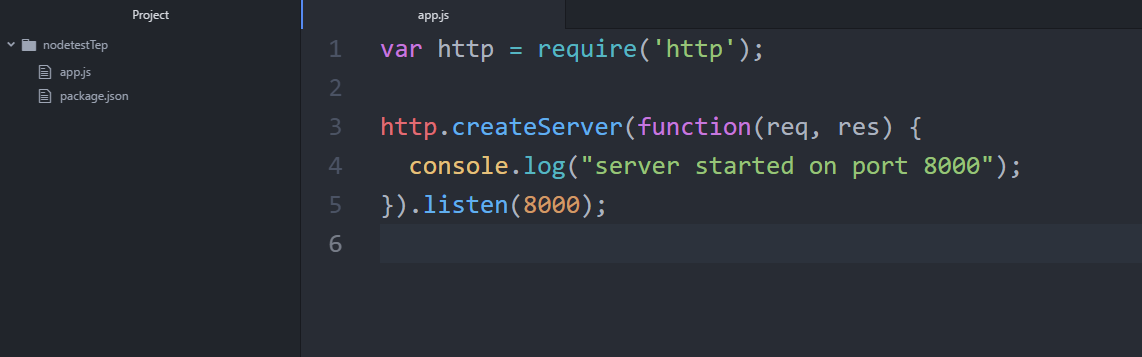 Project
nodetestTep
app.js
package.json
app.js
1 var http = require('http');
2
3 http.createServer(function(req, res) {
4   console.log("server started on port 8000");
5 }).listen(8000);
6